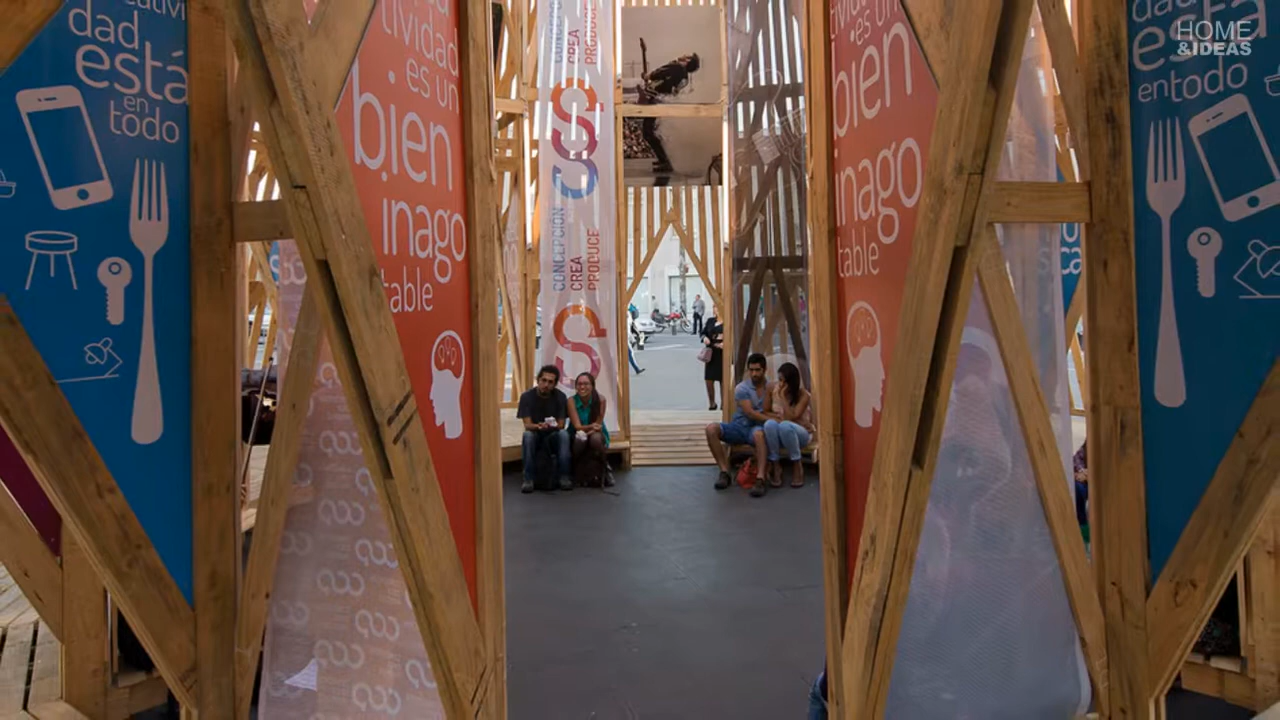 dad
está
en
todo
tividad
es un
bien
inago
table
CONCEPCIÓN
CREA
PRODUCE
CONCEPCIÓN
CREA
PRODUCE
es un
bien
inago
table
dad
está
en todo
HOME
&IDEAS